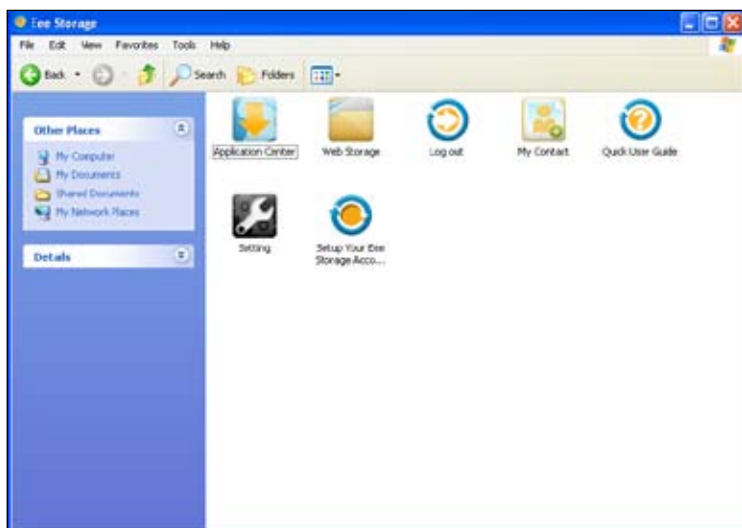 Eee Storage
File Edit View Favorites Tools Help
Back Search Folders
Other Places
My Computer
My Documents
Shared Documents
My Network Places
Details
Application Center Web Storage Log out My Contact Quick User Guide
Setting Setup Your Eee
Storage Acco...